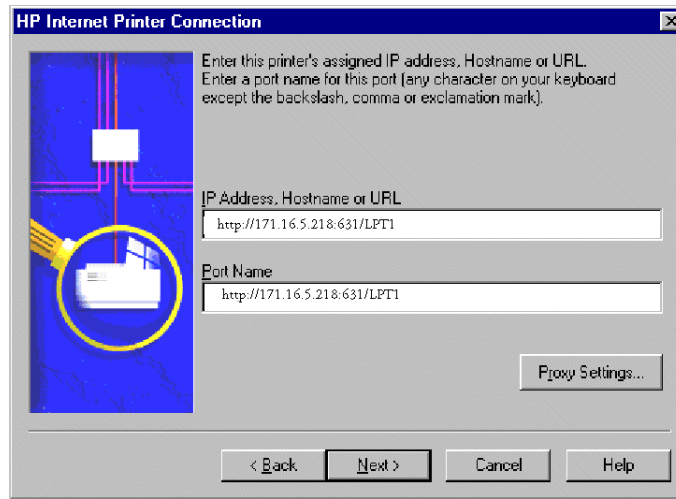 HP Internet Printer Connection
Enter this printer's assigned IP address, Hostname or URL.
Enter a port name for this port (any character on your keyboard
except the backslash, comma or exclamation mark).
IP Address, Hostname or URL
http://171.16.5.218:631/LPT1
Port Name
http://171.16.5.218:631/LPT1
Proxy Settings...
< Back Next > Cancel Help